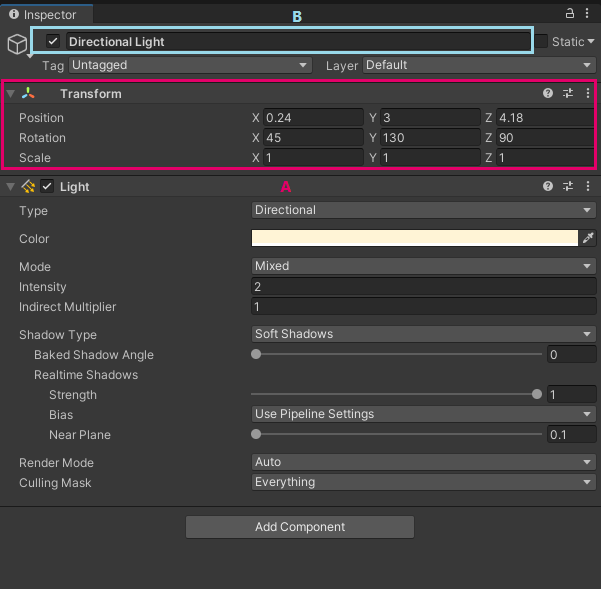 Inspector
B
Directional Light
Static
Tag Untagged Layer Default
Transform
Position X 0.24 Y 3 Z 4.18
Rotation X 45 Y 130 Z 90
Scale X 1 Y 1 Z 1
Light A
Type Directional
Color
Mode Mixed
Intensity 2
Indirect Multiplier 1
Shadow Type Soft Shadows
Baked Shadow Angle 0
Realtime Shadows
Strength 1
Bias Use Pipeline Settings
Near Plane 0.1
Render Mode Auto
Culling Mask Everything
Add Component